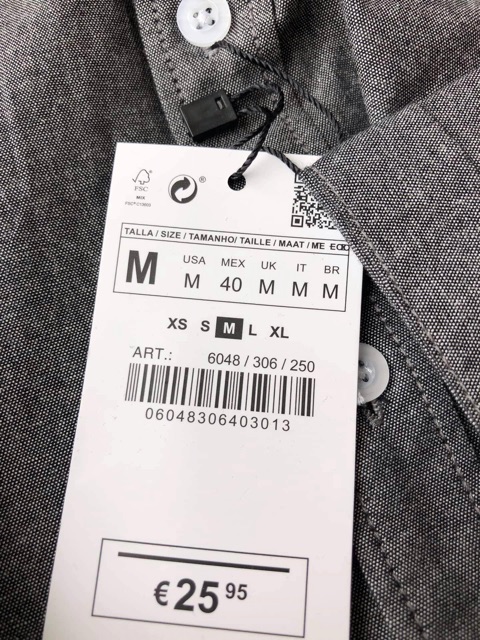 FSC
MIX
TALLA / SIZE / TAMANHO/ TAILLE / MAAT /
M
USA MEX UK IT BR
M 40 M M M
XS S M L XL
ART.: 6048 / 306 / 250
06048306403013
€ 25 95